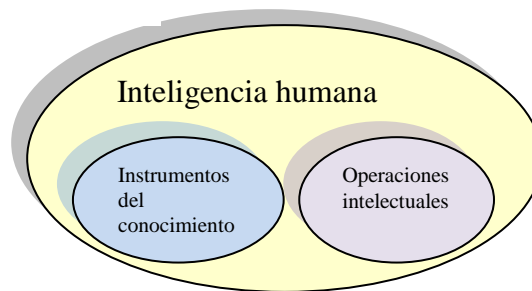 Inteligencia humana
Instrumentos
del
conocimiento
Operaciones
intelectuales